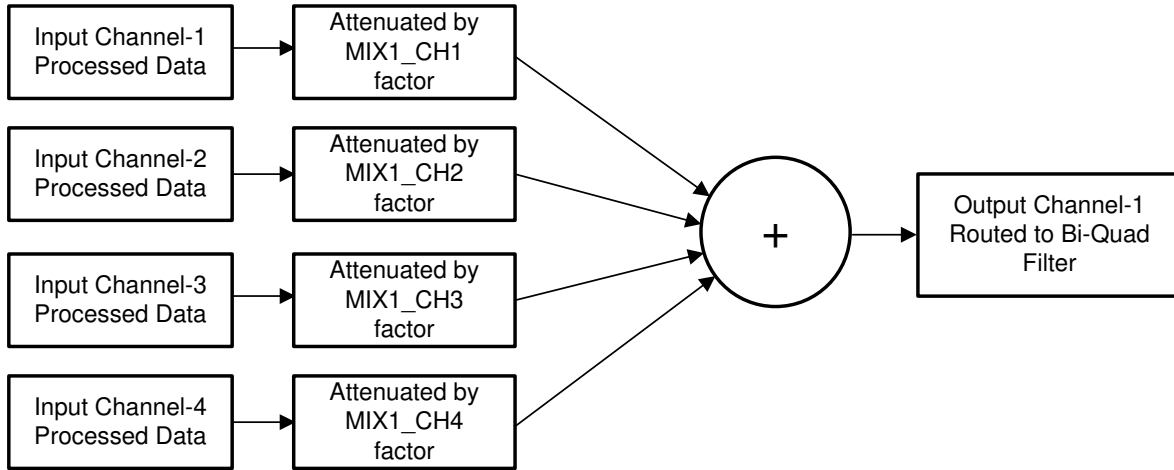 Input Channel-1
Processed Data
Attenuated by
MIX1_CH1
factor
Input Channel-2
Processed Data
Attenuated by
MIX1_CH2
factor
Input Channel-3
Processed Data
Attenuated by
MIX1_CH3
factor
Input Channel-4
Processed Data
Attenuated by
MIX1_CH4
factor
+
Output Channel-1
Routed to Bi-Quad
Filter